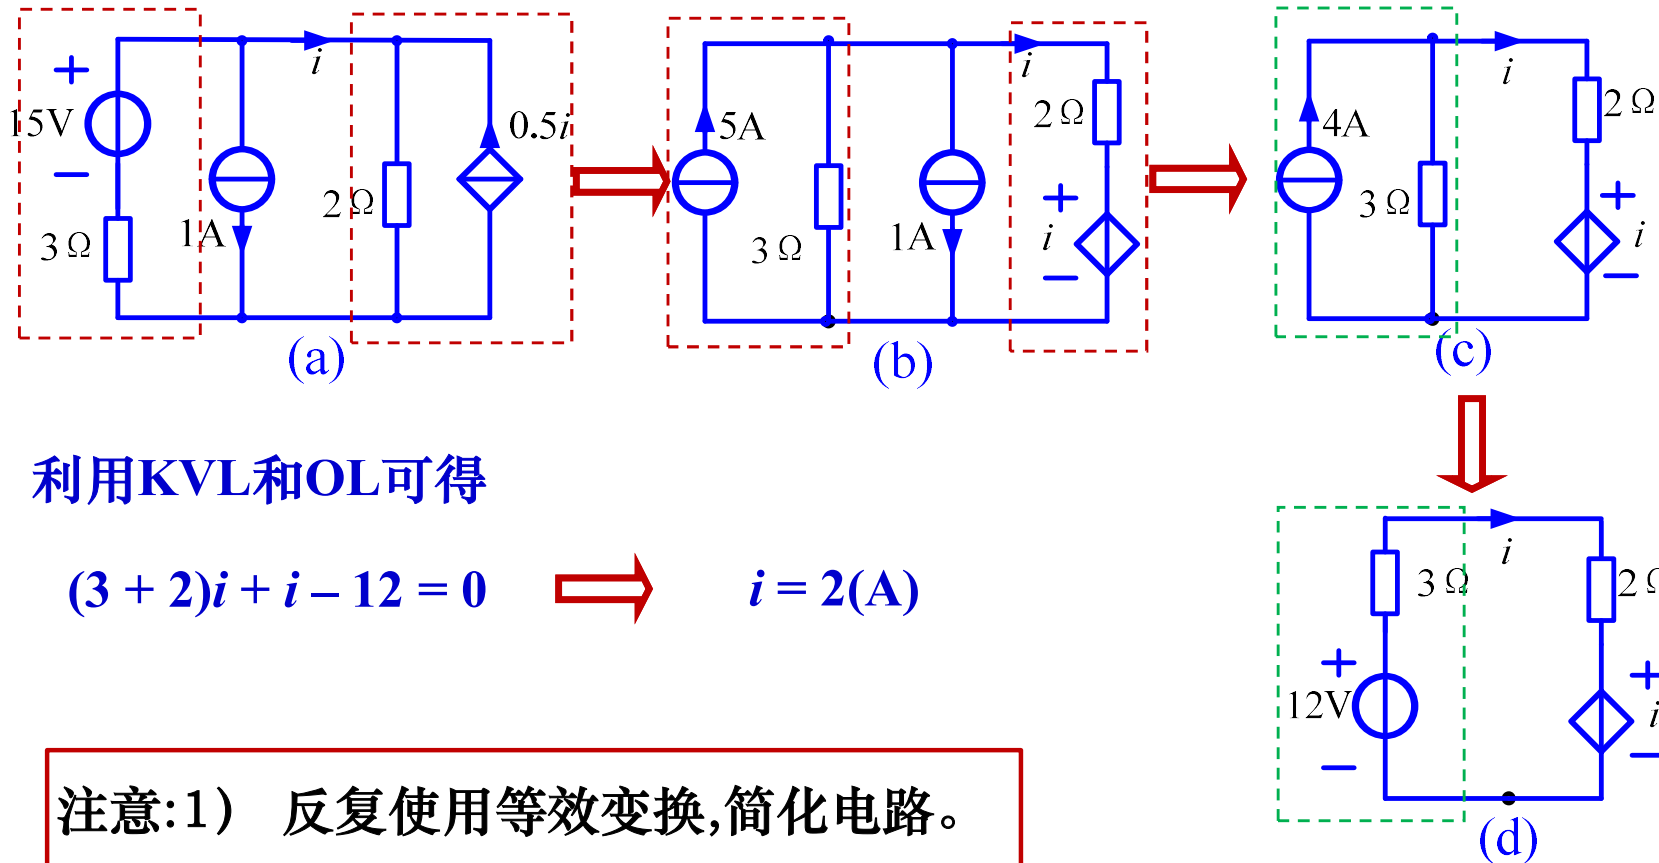 + 15V − 3Ω 1A i 2Ω 0.5i
(a)
5A 3Ω 1A i 2Ω + i −
(b)
4A 3Ω i 2Ω + i −
(c)
利用KVL和OL可得
(3 + 2)i + i – 12 = 0
i = 2(A)
i 3Ω + 12V − 2Ω + i −
(d)
注意:1) 反复使用等效变换,简化电路。